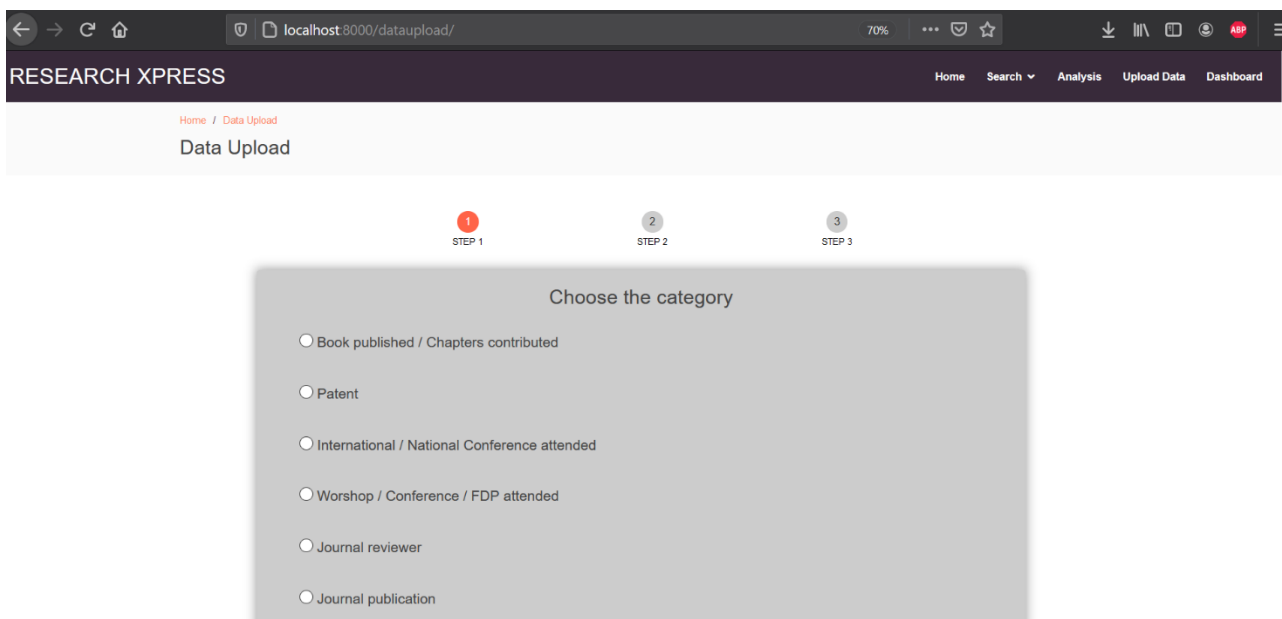 localhost:8000/dataupload/ 70% ABP
RESEARCH XPRESS Home Search Analysis Upload Data Dashboard
Home / Data Upload
Data Upload
1 2 3
STEP 1 STEP 2 STEP 3
Choose the category
Book published / Chapters contributed
Patent
International / National Conference attended
Worshop / Conference / FDP attended
Journal reviewer
Journal publication